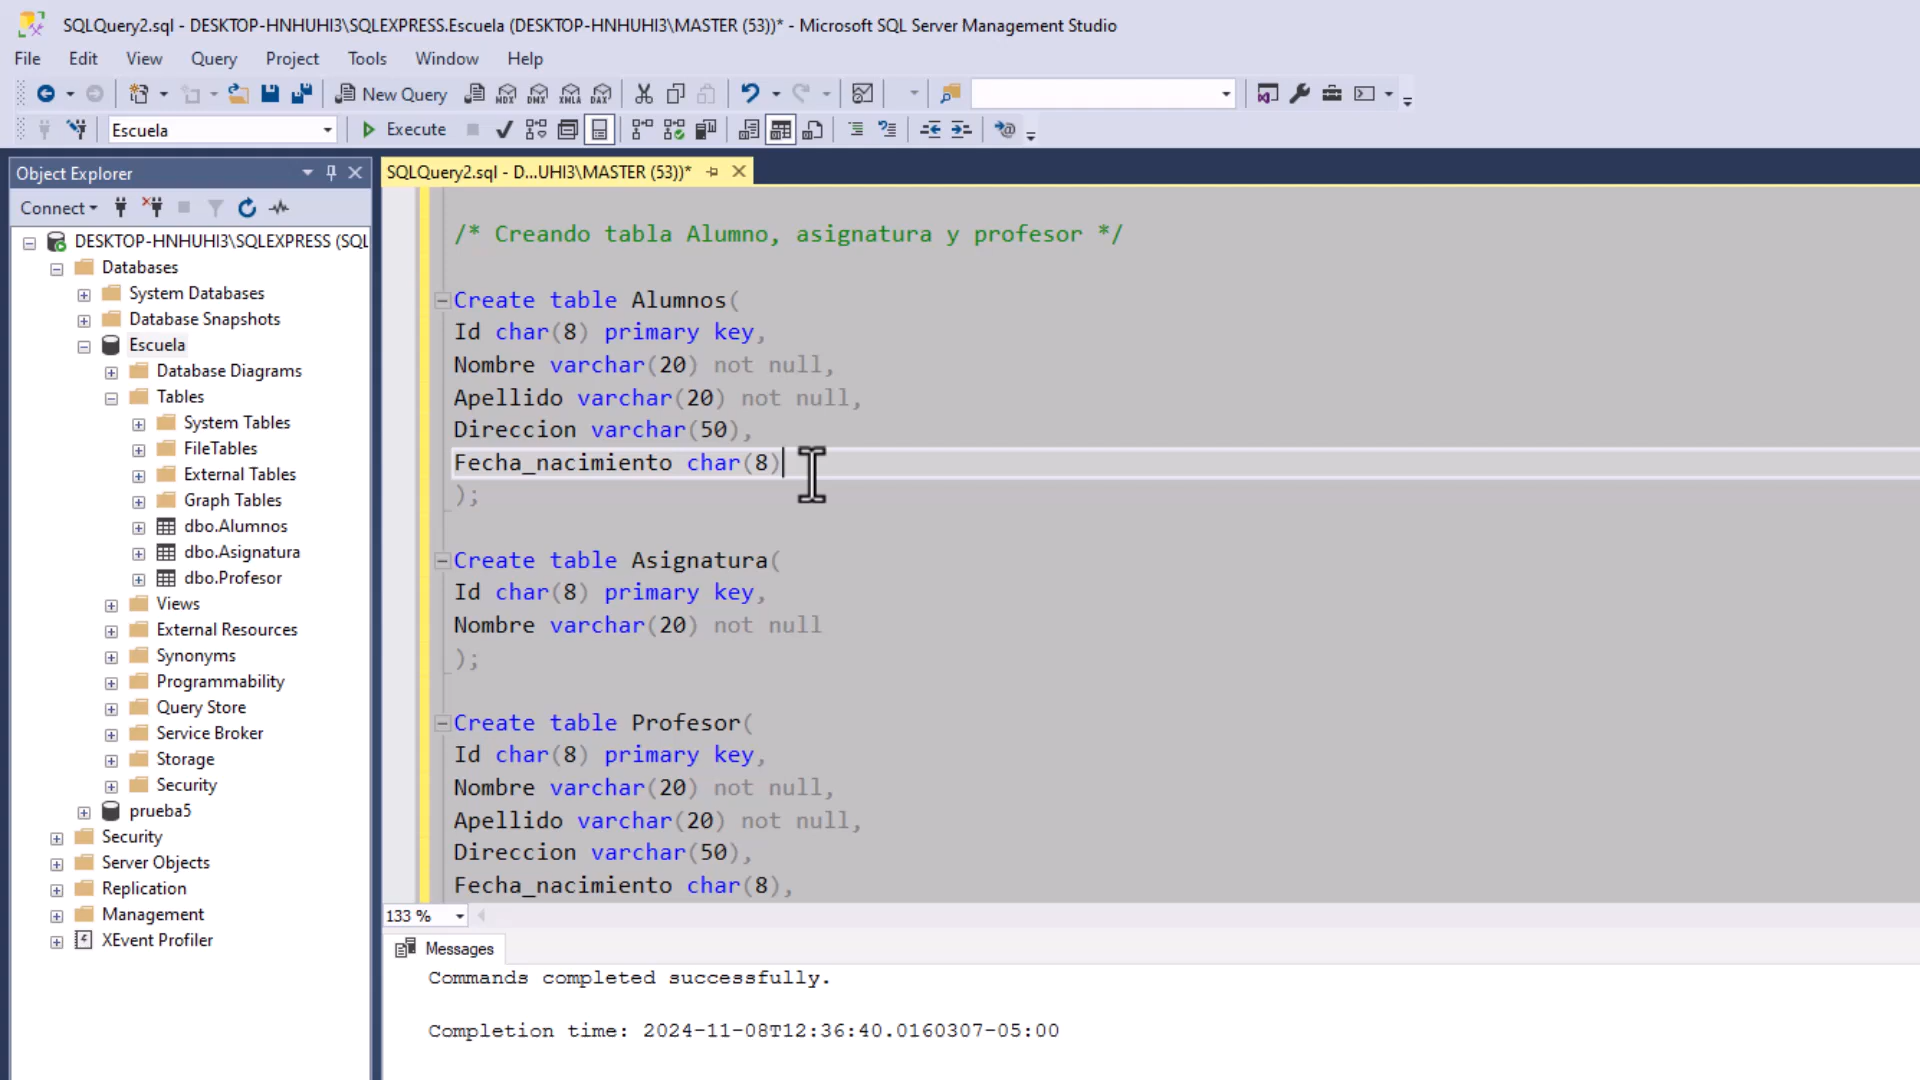 SQLQuery2.sql - DESKTOP-HNHUHI3\SQLEXPRESS.Escuela (DESKTOP-HNHUHI3\MASTER (53))* - Microsoft SQL Server Management Studio
File Edit View Query Project Tools Window Help
New Query MDX DMX XMLA DAX
Escuela Execute
Object Explorer
SQLQuery2.sql - D...UHI3\MASTER (53))*
Connect
DESKTOP-HNHUHI3\SQLEXPRESS (SQL
Databases
System Databases
Database Snapshots
Escuela
Database Diagrams
Tables
System Tables
FileTables
External Tables
Graph Tables
dbo.Alumnos
dbo.Asignatura
dbo.Profesor
Views
External Resources
Synonyms
Programmability
Query Store
Service Broker
Storage
Security
prueba5
Security
Server Objects
Replication
Management
XEvent Profiler
/* Creando tabla Alumno, asignatura y profesor */
Create table Alumnos(
Id char(8) primary key,
Nombre varchar(20) not null,
Apellido varchar(20) not null,
Direccion varchar(50),
Fecha_nacimiento char(8)
);
Create table Asignatura(
Id char(8) primary key,
Nombre varchar(20) not null
);
Create table Profesor(
Id char(8) primary key,
Nombre varchar(20) not null,
Apellido varchar(20) not null,
Direccion varchar(50),
Fecha_nacimiento char(8),
133 %
Messages
Commands completed successfully.
Completion time: 2024-11-08T12:36:40.0160307-05:00